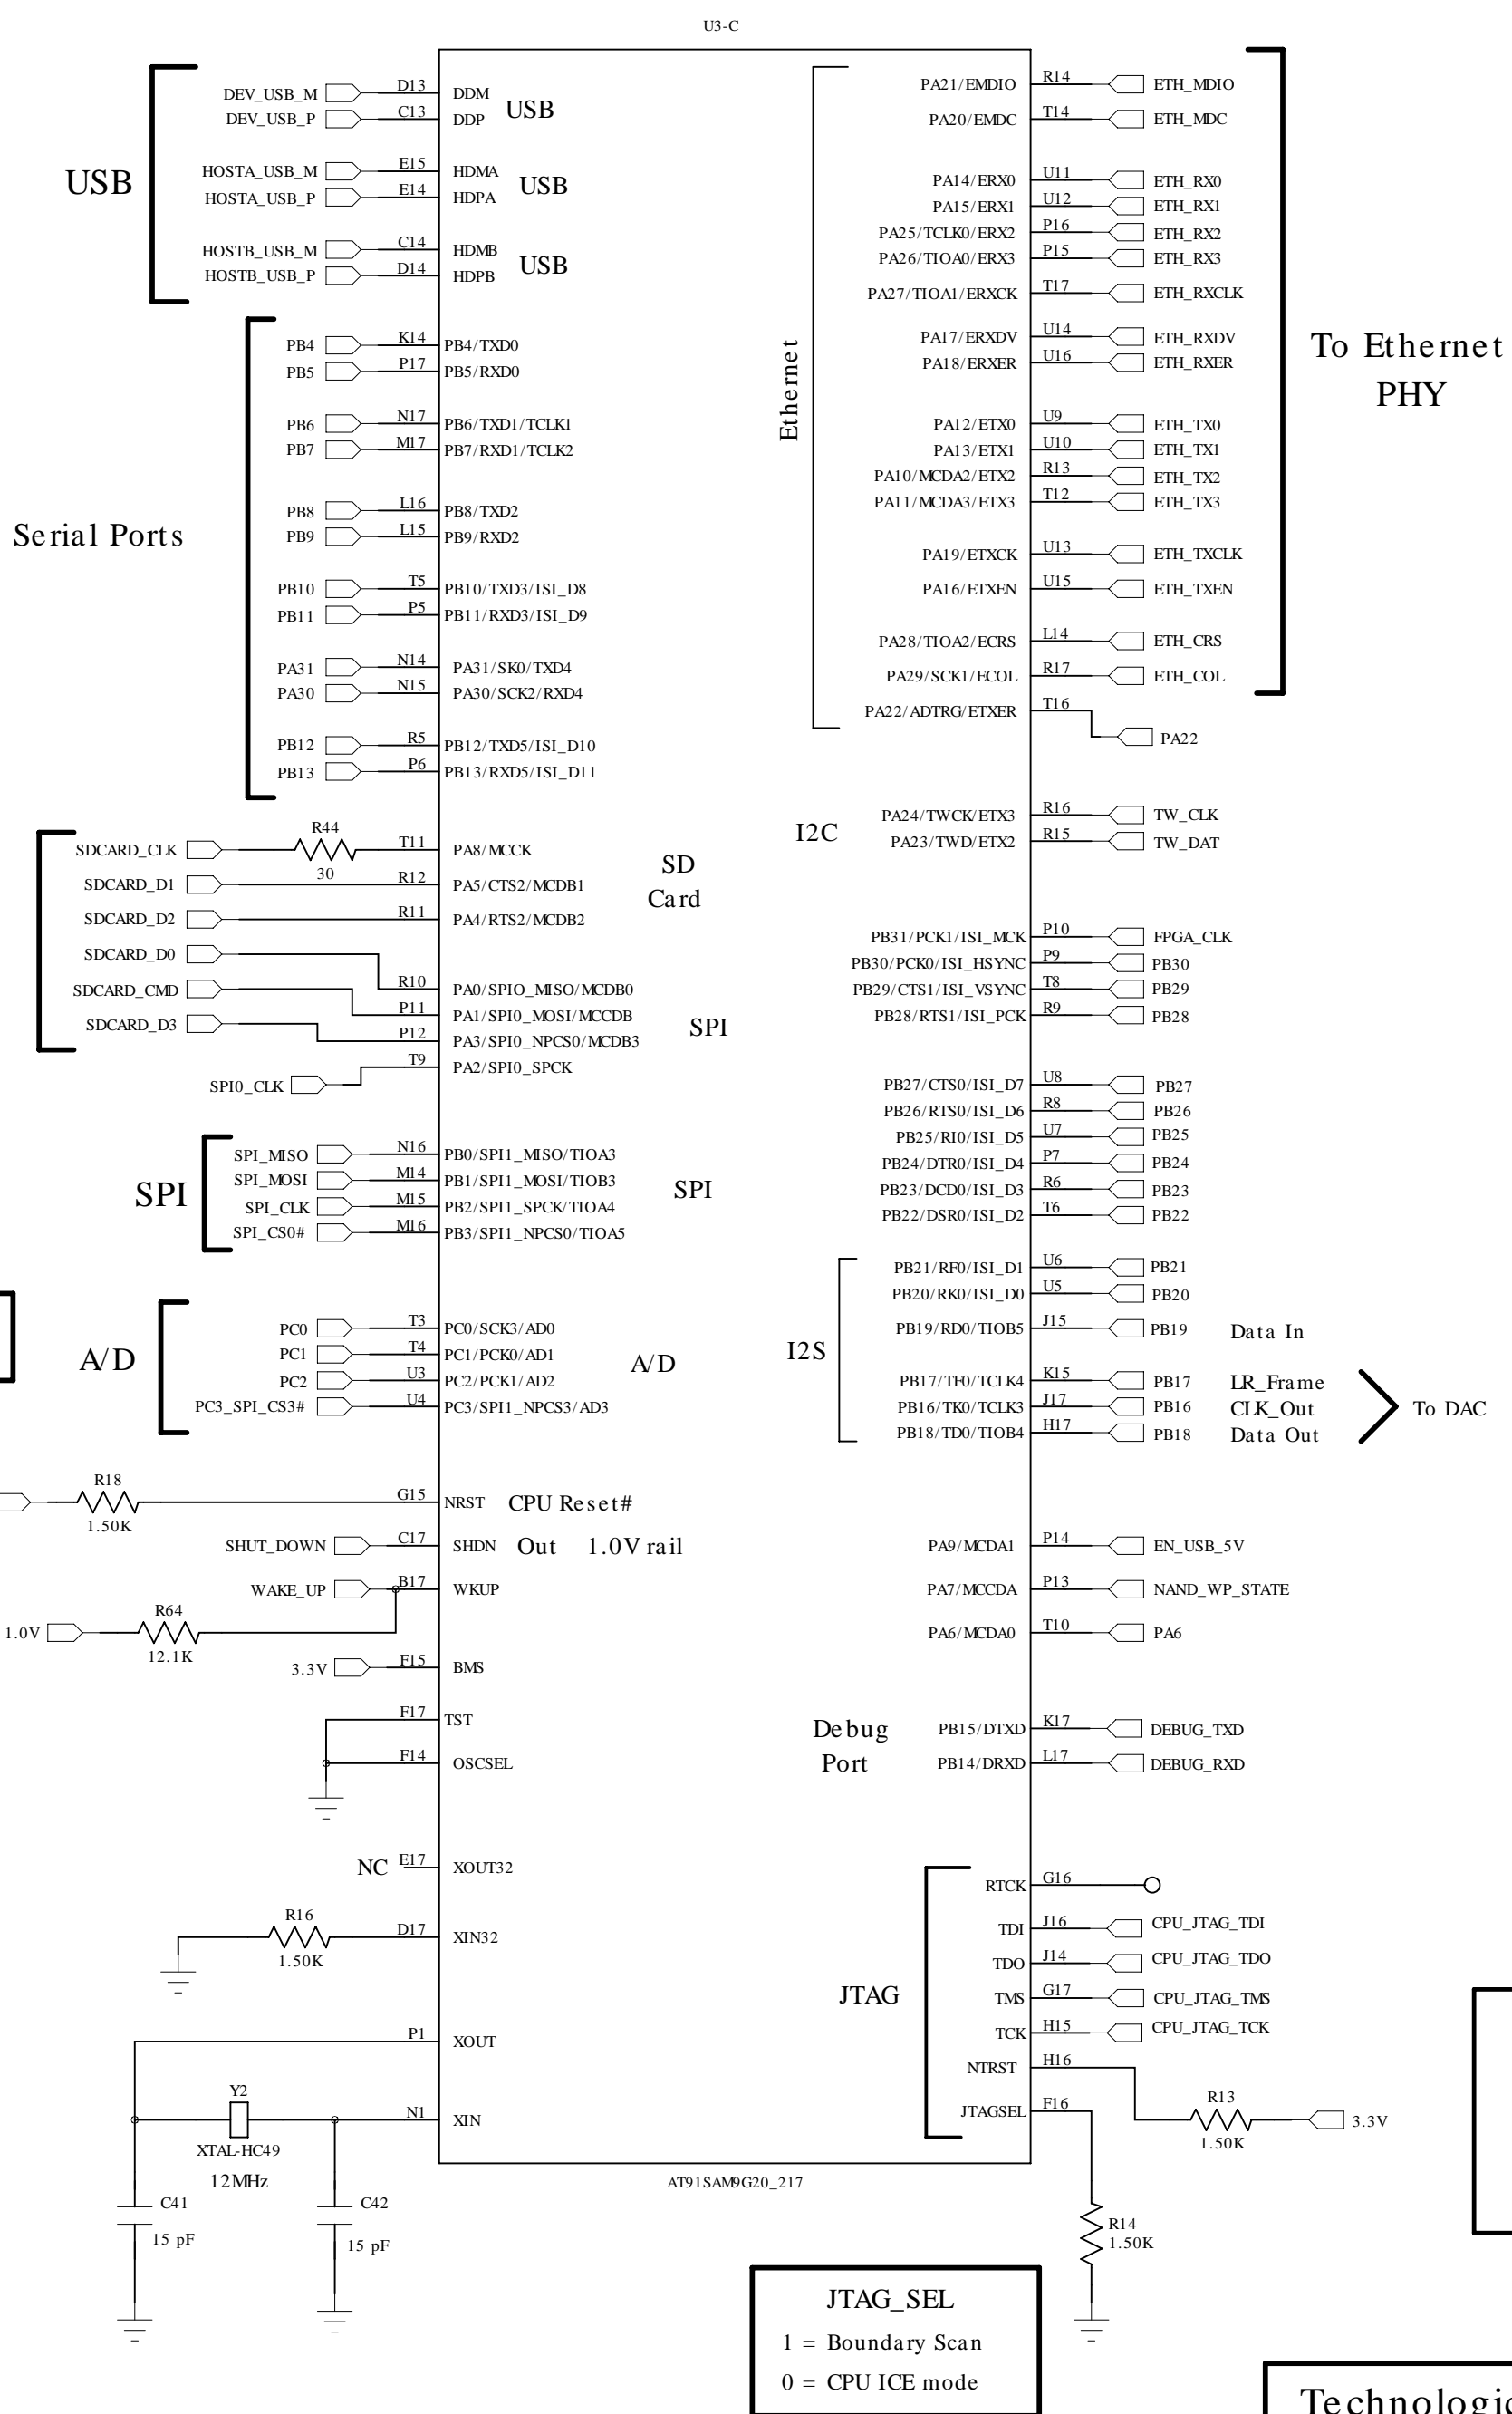 U3-C
USB
DEV_USB_M D13 DDM
DEV_USB_P C13 DDP
USB
HOSTA_USB_M E15 HDMA
HOSTA_USB_P E14 HDPA
USB
HOSTB_USB_M C14 HDMB
HOSTB_USB_P D14 HDPB
USB
Serial Ports
PB4 K14 PB4/TXD0
PB5 P17 PB5/RXD0
PB6 N17 PB6/TXD1/TCLK1
PB7 M17 PB7/RXD1/TCLK2
PB8 L16 PB8/TXD2
PB9 L15 PB9/RXD2
PB10 T5 PB10/TXD3/ISI_D8
PB11 P5 PB11/RXD3/ISI_D9
PA31 N14 PA31/SK0/TXD4
PA30 N15 PA30/SCK2/RXD4
PB12 R5 PB12/TXD5/ISI_D10
PB13 P6 PB13/RXD5/ISI_D11
R44
30
SDCARD_CLK T11 PA8/MCCK
SDCARD_D1 R12 PA5/CTS2/MCDB1
SDCARD_D2 R11 PA4/RTS2/MCDB2
SD
Card
SDCARD_D0 R10 PA0/SPIO_MISO/MCDB0
SDCARD_CMD P11 PA1/SPI0_MOSI/MCCDB
SDCARD_D3 P12 PA3/SPI0_NPCS0/MCDB3
SPI0_CLK T9 PA2/SPI0_SPCK
SPI
SPI
SPI_MISO N16 PB0/SPI1_MISO/TIOA3
SPI_MOSI M14 PB1/SPI1_MOSI/TIOB3
SPI_CLK M15 PB2/SPI1_SPCK/TIOA4
SPI_CS0# M16 PB3/SPI1_NPCS0/TIOA5
SPI
A/D
PC0 T3 PC0/SCK3/AD0
PC1 T4 PC1/PCK0/AD1
PC2 U3 PC2/PCK1/AD2
PC3_SPI_CS3# U4 PC3/SPI1_NPCS3/AD3
A/D
R18
1.50K
G15 NRST CPU Reset#
SHUT_DOWN C17 SHDN Out 1.0V rail
WAKE_UP B17 WKUP
1.0V
R64
12.1K
3.3V F15 BMS
F17 TST
F14 OSCSEL
NC E17 XOUT32
R16
1.50K
D17 XIN32
P1 XOUT
N1 XIN
Y2
XTAL-HC49
12MHz
C41
15 pF
C42
15 pF
Ethernet
PA21/EMDIO R14 ETH_MDIO
PA20/EMDC T14 ETH_MDC
PA14/ERX0 U11 ETH_RX0
PA15/ERX1 U12 ETH_RX1
PA25/TCLK0/ERX2 P16 ETH_RX2
PA26/TIOA0/ERX3 P15 ETH_RX3
PA27/TIOA1/ERXCK T17 ETH_RXCLK
PA17/ERXDV U14 ETH_RXDV
PA18/ERXER U16 ETH_RXER
PA12/ETX0 U9 ETH_TX0
PA13/ETX1 U10 ETH_TX1
PA10/MCDA2/ETX2 R13 ETH_TX2
PA11/MCDA3/ETX3 T12 ETH_TX3
PA19/ETXCK U13 ETH_TXCLK
PA16/ETXEN U15 ETH_TXEN
PA28/TIOA2/ECRS L14 ETH_CRS
PA29/SCK1/ECOL R17 ETH_COL
PA22/ADTRG/ETXER T16 PA22
To Ethernet
PHY
I2C
PA24/TWCK/ETX3 R16 TW_CLK
PA23/TWD/ETX2 R15 TW_DAT
PB31/PCK1/ISI_MCK P10 FPGA_CLK
PB30/PCK0/ISI_HSYNC P9 PB30
PB29/CTS1/ISI_VSYNC T8 PB29
PB28/RTS1/ISI_PCK R9 PB28
PB27/CTS0/ISI_D7 U8 PB27
PB26/RTS0/ISI_D6 R8 PB26
PB25/RI0/ISI_D5 U7 PB25
PB24/DTR0/ISI_D4 P7 PB24
PB23/DCD0/ISI_D3 R6 PB23
PB22/DSR0/ISI_D2 T6 PB22
I2S
PB21/RF0/ISI_D1 U6 PB21
PB20/RK0/ISI_D0 U5 PB20
PB19/RD0/TIOB5 J15 PB19 Data In
PB17/TF0/TCLK4 K15 PB17 LR_Frame
PB16/TK0/TCLK3 J17 PB16 CLK_Out
PB18/TD0/TIOB4 H17 PB18 Data Out
To DAC
PA9/MCDA1 P14 EN_USB_5V
PA7/MCCDA P13 NAND_WP_STATE
PA6/MCDA0 T10 PA6
Debug
Port
PB15/DTXD K17 DEBUG_TXD
PB14/DRXD L17 DEBUG_RXD
JTAG
RTCK G16
TDI J16 CPU_JTAG_TDI
TDO J14 CPU_JTAG_TDO
TMS G17 CPU_JTAG_TMS
TCK H15 CPU_JTAG_TCK
NTRST H16
JTAGSEL F16
R13
1.50K
3.3V
R14
1.50K
AT91SAM9G20_217
JTAG_SEL
1 = Boundary Scan
0 = CPU ICE mode